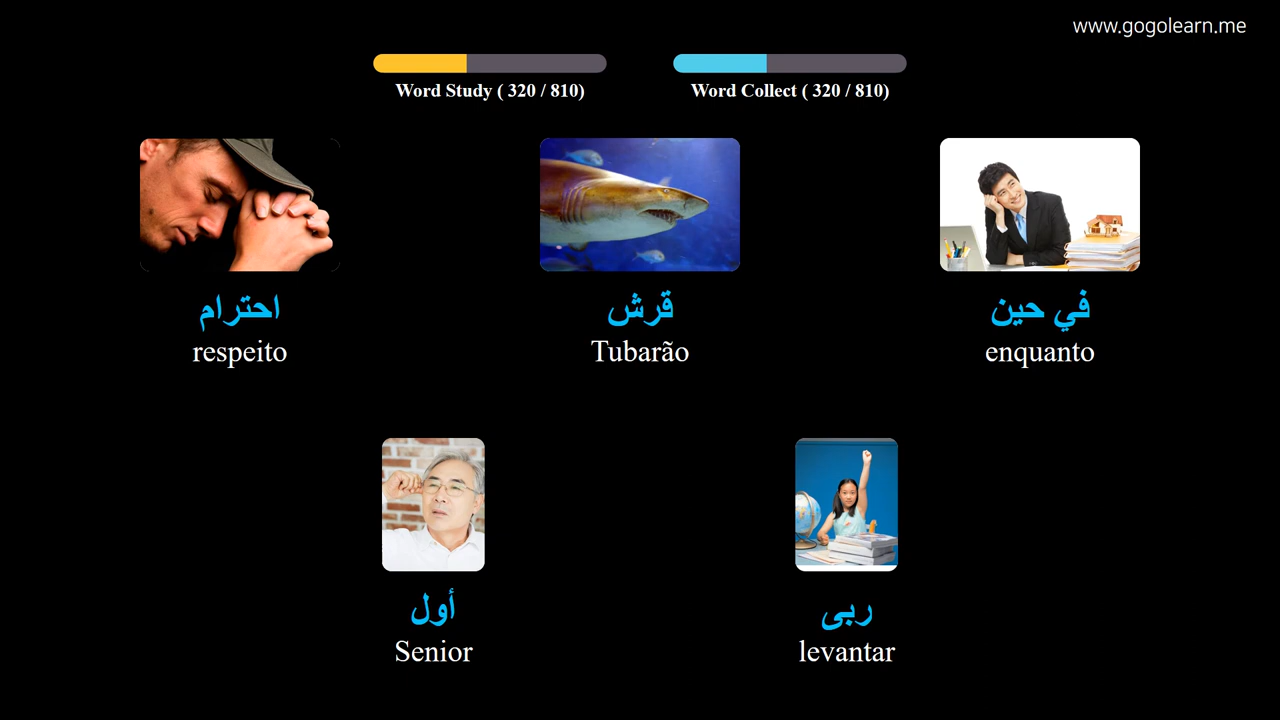 www.gogolearn.me
Word Study ( 320 / 810)
Word Collect ( 320 / 810)
احترام
respeito
قرش
Tubarão
في حين
enquanto
أول
Senior
ربى
levantar